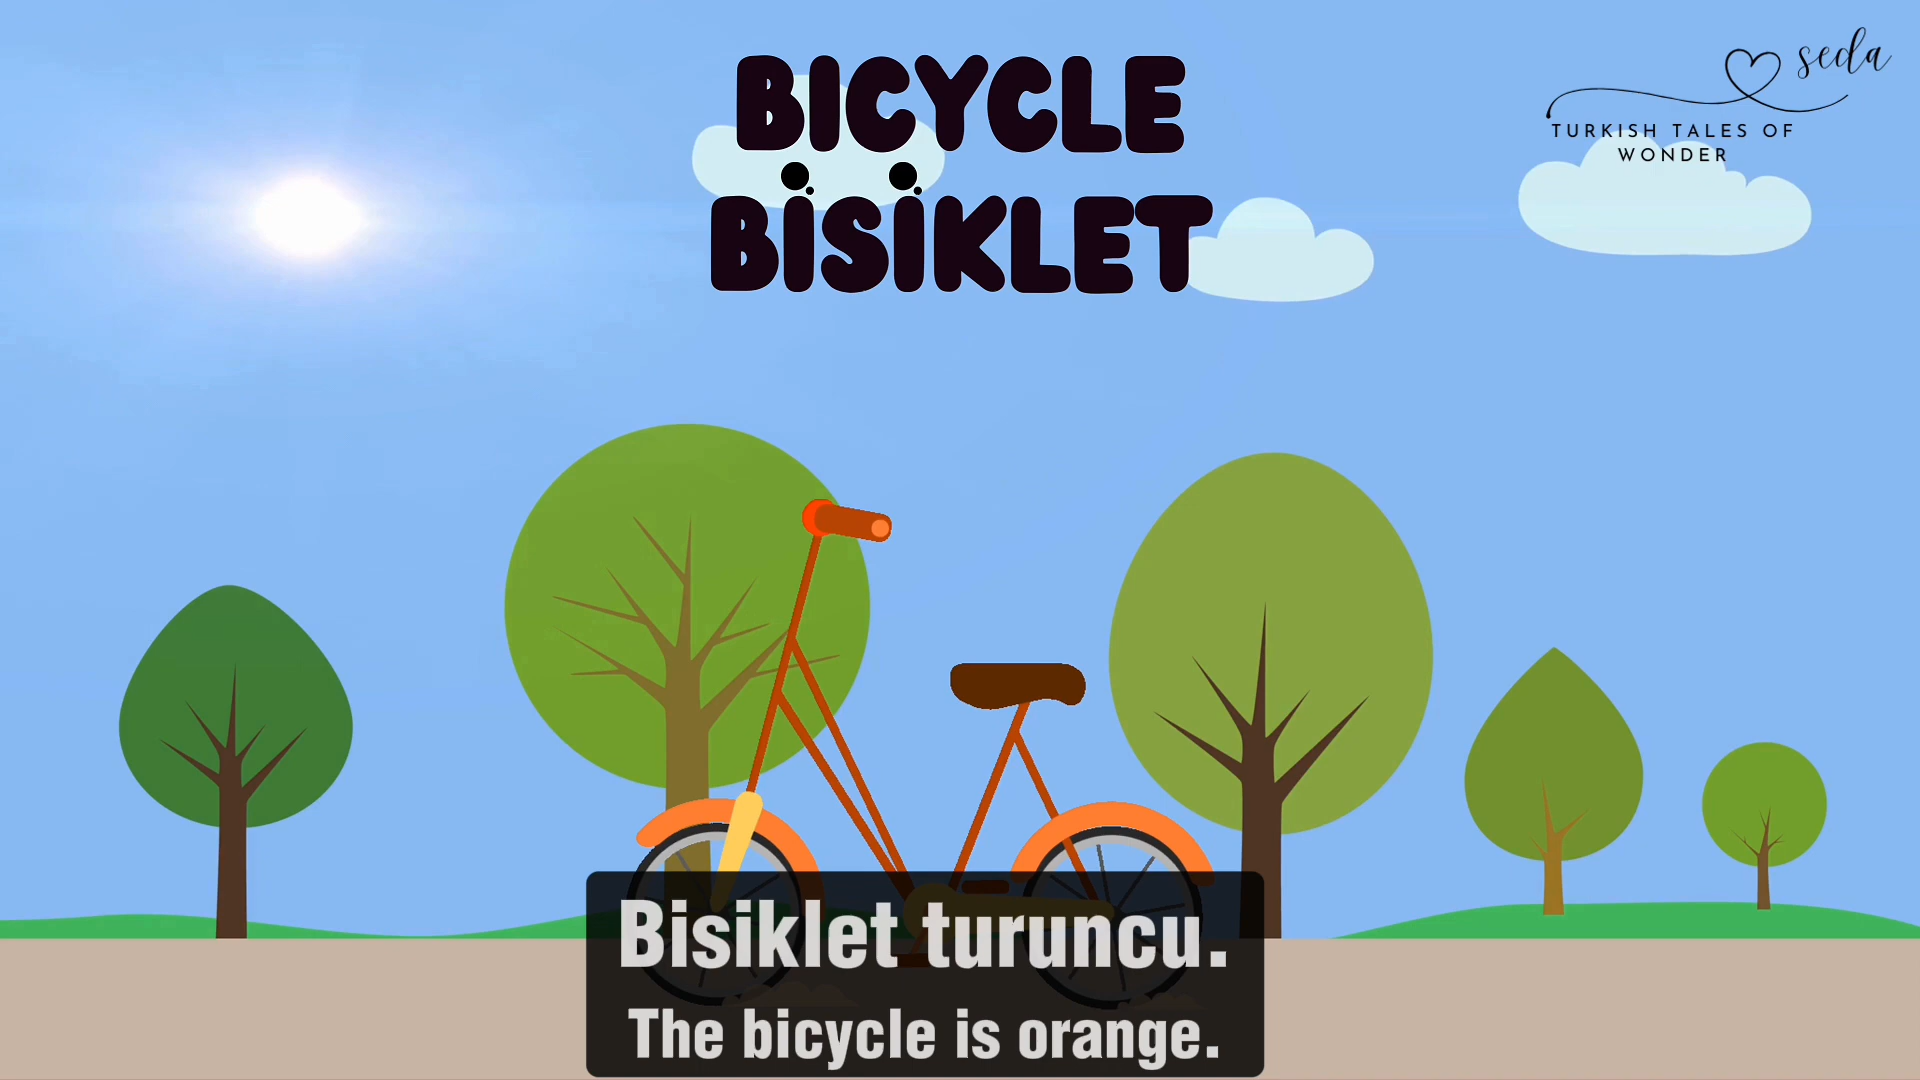 BICYCLE
BİSİKLET
seda
TURKISH TALES OF
WONDER
Bisiklet turuncu.
The bicycle is orange.